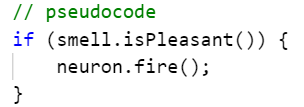 // pseudocode
if (smell.isPleasant()) {
    neuron.fire();
}